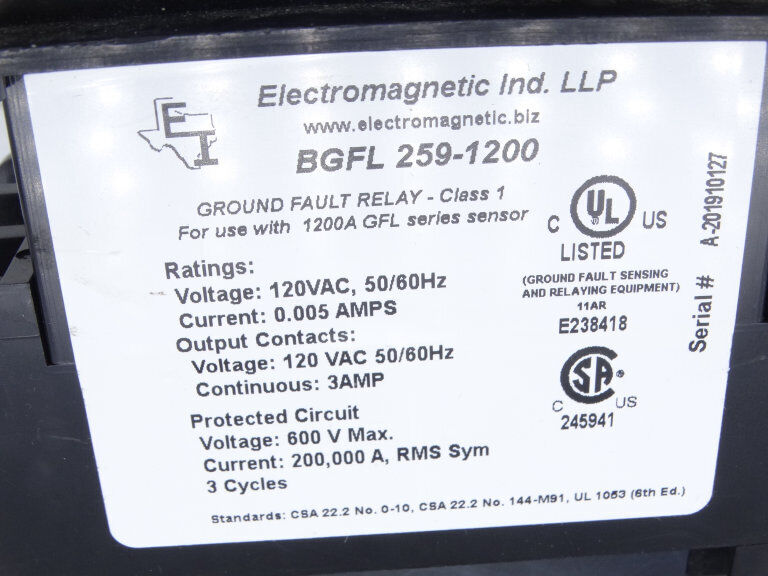 EI
Electromagnetic Ind. LLP
www.electromagnetic.biz
BGFL 259-1200
GROUND FAULT RELAY - Class 1
For use with 1200A GFL series sensor
Ratings:
Voltage: 120VAC, 50/60Hz
Current: 0.005 AMPS
Output Contacts:
Voltage: 120 VAC 50/60Hz
Continuous: 3AMP
Protected Circuit
Voltage: 600 V Max.
Current: 200,000 A, RMS Sym
3 Cycles
C UL US
LISTED
(GROUND FAULT SENSING
AND RELAYING EQUIPMENT)
11AR
E238418
CSA ®
C US
245941
Serial # A-201910127
Standards: CSA 22.2 No. 0-10, CSA 22.2 No. 144-M91, UL 1053 (6th Ed.)